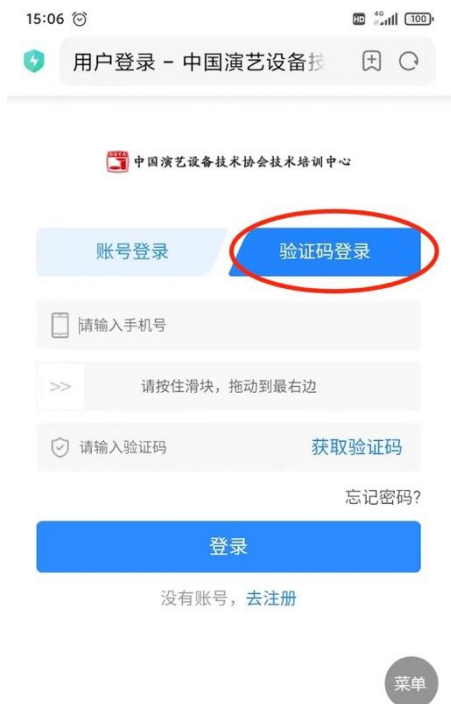 15:06
HD 4G 100
用户登录 – 中国演艺设备技
CETA
中国演艺设备技术协会技术培训中心
账号登录
验证码登录
请输入手机号
>> 请按住滑块，拖动到最右边
请输入验证码
获取验证码
忘记密码?
登录
没有账号，去注册
菜单